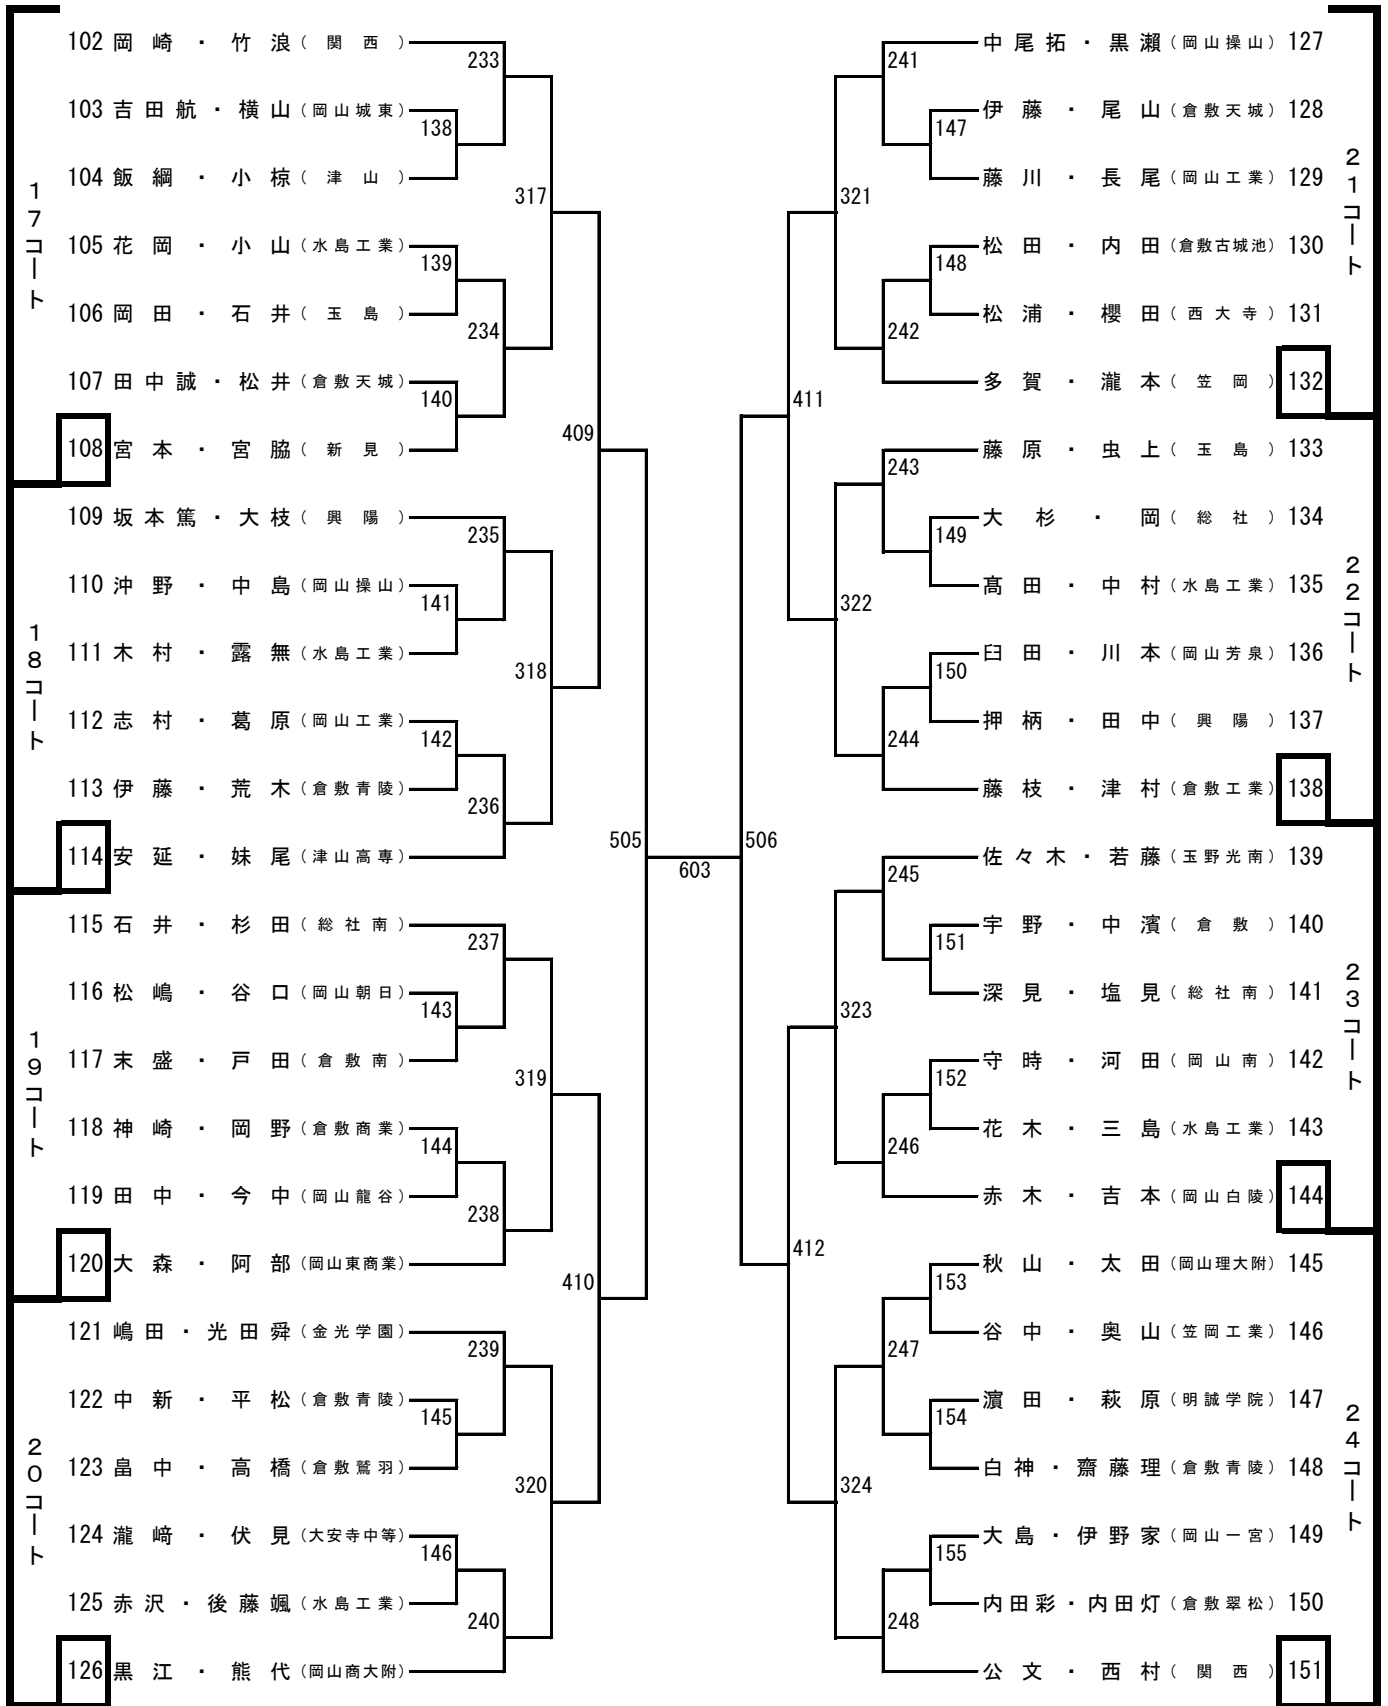 17コート
102 岡崎・竹浪(関西)
233
103 吉田航・横山(岡山城東)
138
104 飯綱・小椋(津山)
317
105 花岡・小山(水島工業)
139
106 岡田・石井(玉島)
234
107 田中誠・松井(倉敷天城)
140
108 宮本・宮脇(新見)
409
18コート
109 坂本篤・大枝(興陽)
235
110 沖野・中島(岡山操山)
141
111 木村・露無(水島工業)
318
112 志村・葛原(岡山工業)
142
113 伊藤・荒木(倉敷青陵)
236
114 安延・妹尾(津山高専)
505
603
506
19コート
115 石井・杉田(総社南)
237
116 松嶋・谷口(岡山朝日)
143
117 末盛・戸田(倉敷南)
319
118 神崎・岡野(倉敷商業)
144
119 田中・今中(岡山龍谷)
238
120 大森・阿部(岡山東商業)
410
20コート
121 嶋田・光田舜(金光学園)
239
122 中新・平松(倉敷青陵)
145
123 畠中・高橋(倉敷鷲羽)
320
124 瀧﨑・伏見(大安寺中等)
146
125 赤沢・後藤颯(水島工業)
240
126 黒江・熊代(岡山商大附)
21コート
中尾拓・黒瀬(岡山操山) 127
241
伊藤・尾山(倉敷天城) 128
147
藤川・長尾(岡山工業) 129
321
松田・内田(倉敷古城池) 130
148
松浦・櫻田(西大寺) 131
242
多賀・瀧本(笠岡) 132
411
22コート
藤原・虫上(玉島) 133
243
大杉・岡(総社) 134
149
髙田・中村(水島工業) 135
322
臼田・川本(岡山芳泉) 136
150
押柄・田中(興陽) 137
244
藤枝・津村(倉敷工業) 138
23コート
佐々木・若藤(玉野光南) 139
245
宇野・中濱(倉敷) 140
151
深見・塩見(総社南) 141
323
守時・河田(岡山南) 142
152
花木・三島(水島工業) 143
246
赤木・吉本(岡山白陵) 144
412
24コート
秋山・太田(岡山理大附) 145
153
谷中・奥山(笠岡工業) 146
247
濵田・萩原(明誠学院) 147
154
白神・齋藤理(倉敷青陵) 148
324
大島・伊野家(岡山一宮) 149
155
内田彩・内田灯(倉敷翠松) 150
248
公文・西村(関西) 151